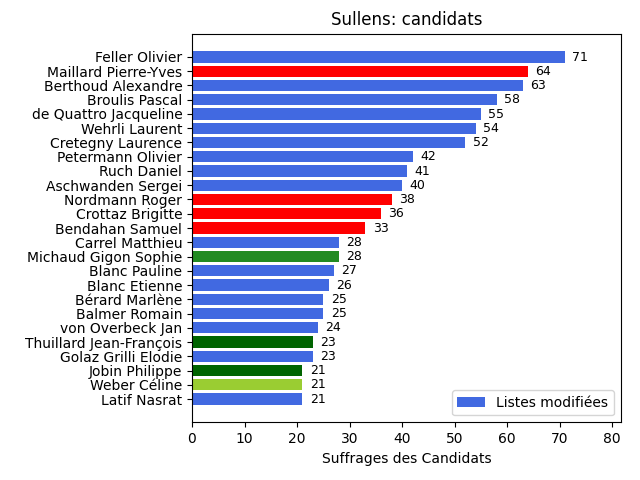 Sullens: candidats
Feller Olivier 71
Maillard Pierre-Yves 64
Berthoud Alexandre 63
Broulis Pascal 58
de Quattro Jacqueline 55
Wehrli Laurent 54
Cretegny Laurence 52
Petermann Olivier 42
Ruch Daniel 41
Aschwanden Sergei 40
Nordmann Roger 38
Crottaz Brigitte 36
Bendahan Samuel 33
Carrel Matthieu 28
Michaud Gigon Sophie 28
Blanc Pauline 27
Blanc Etienne 26
Bérard Marlène 25
Balmer Romain 25
von Overbeck Jan 24
Thuillard Jean-François 23
Golaz Grilli Elodie 23
Jobin Philippe 21
Weber Céline 21
Latif Nasrat 21
Listes modifiées
0 10 20 30 40 50 60 70 80
Suffrages des Candidats